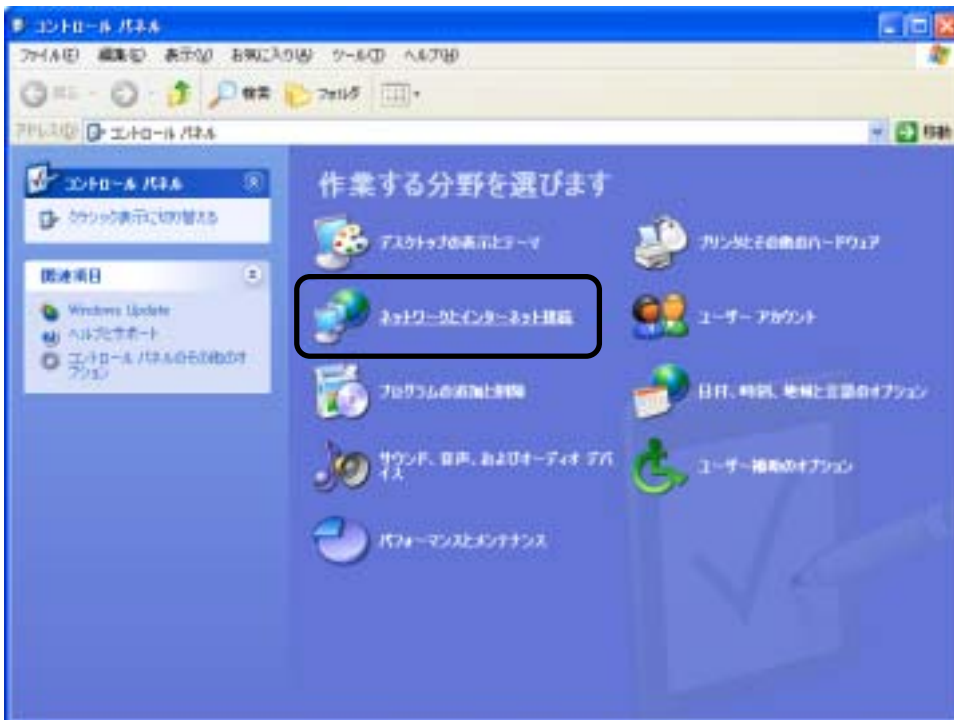 コントロール パネル
ファイル(F) 編集(E) 表示(V) お気に入り(A) ツール(T) ヘルプ(H)
戻る 検索 フォルダ
アドレス(D) コントロール パネル 移動
コントロール パネル
クラシック表示に切り替える
関連項目
Windows Update
ヘルプとサポート
コントロール パネルのその他のオ
プション
作業する分野を選びます
デスクトップの表示とテーマ
プリンタとその他のハードウェア
ネットワークとインターネット接続
ユーザー アカウント
プログラムの追加と削除
日付、時刻、地域と言語のオプション
サウンド、音声、およびオーディオ デバ
イス
ユーザー補助のオプション
パフォーマンスとメンテナンス